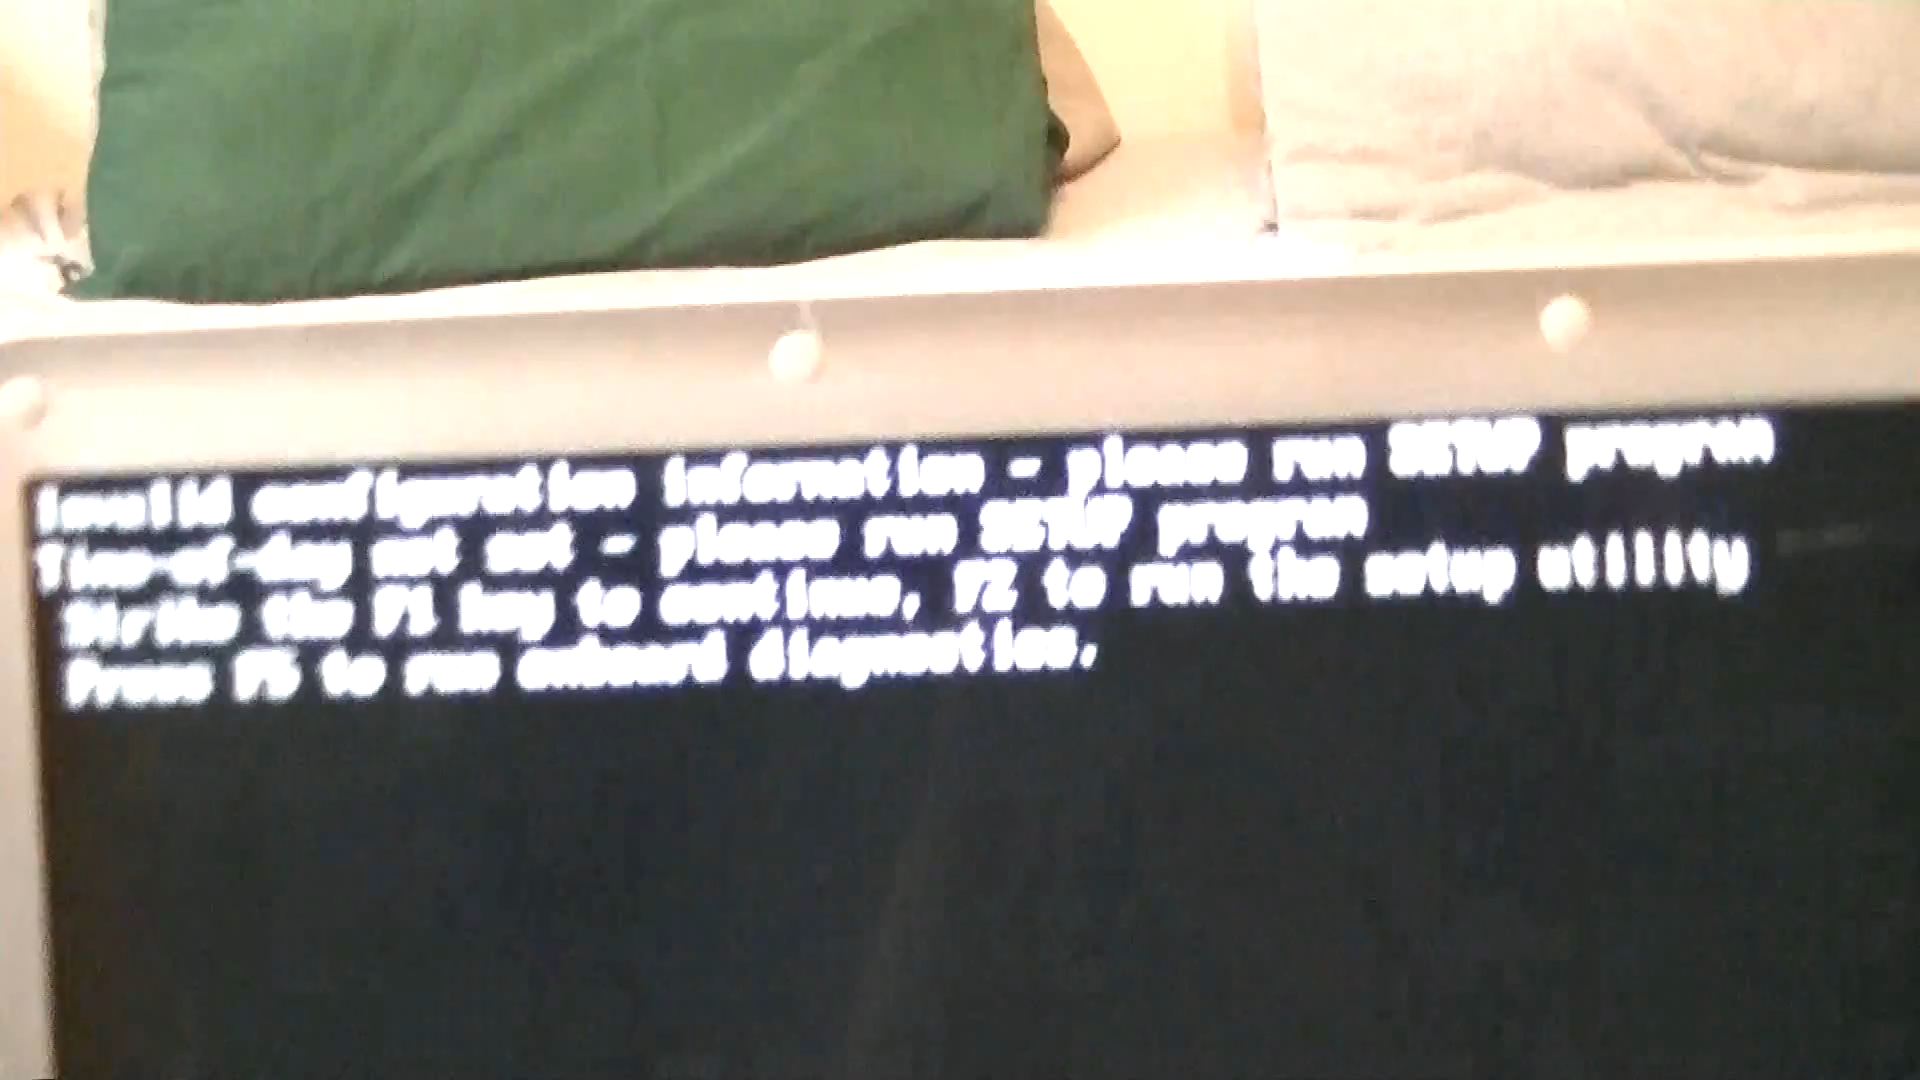 Invalid configuration information - please run SETUP program
Time-of-day not set - please run SETUP program
Strike the F1 key to continue, F2 to run the setup utility
Press F5 to run onboard diagnostics.